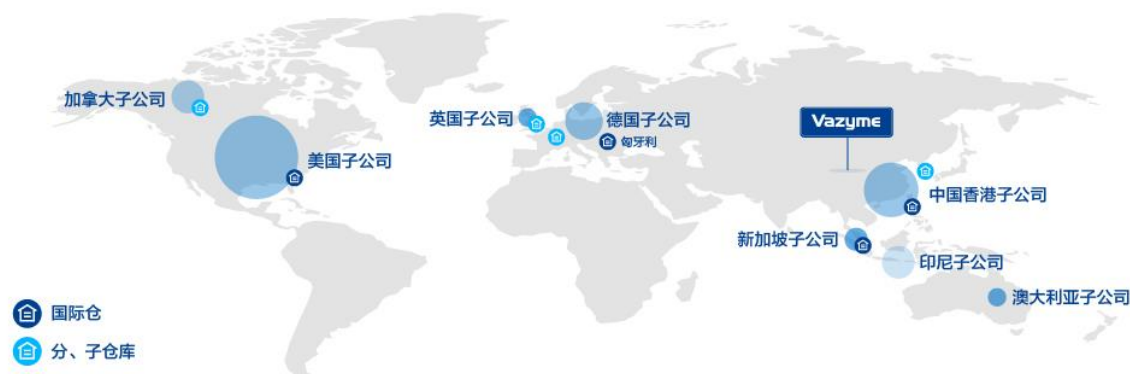 加拿大子公司
美国子公司
英国子公司
德国子公司
匈牙利
Vazyme
中国香港子公司
新加坡子公司
印尼子公司
澳大利亚子公司
国际仓
分、子仓库